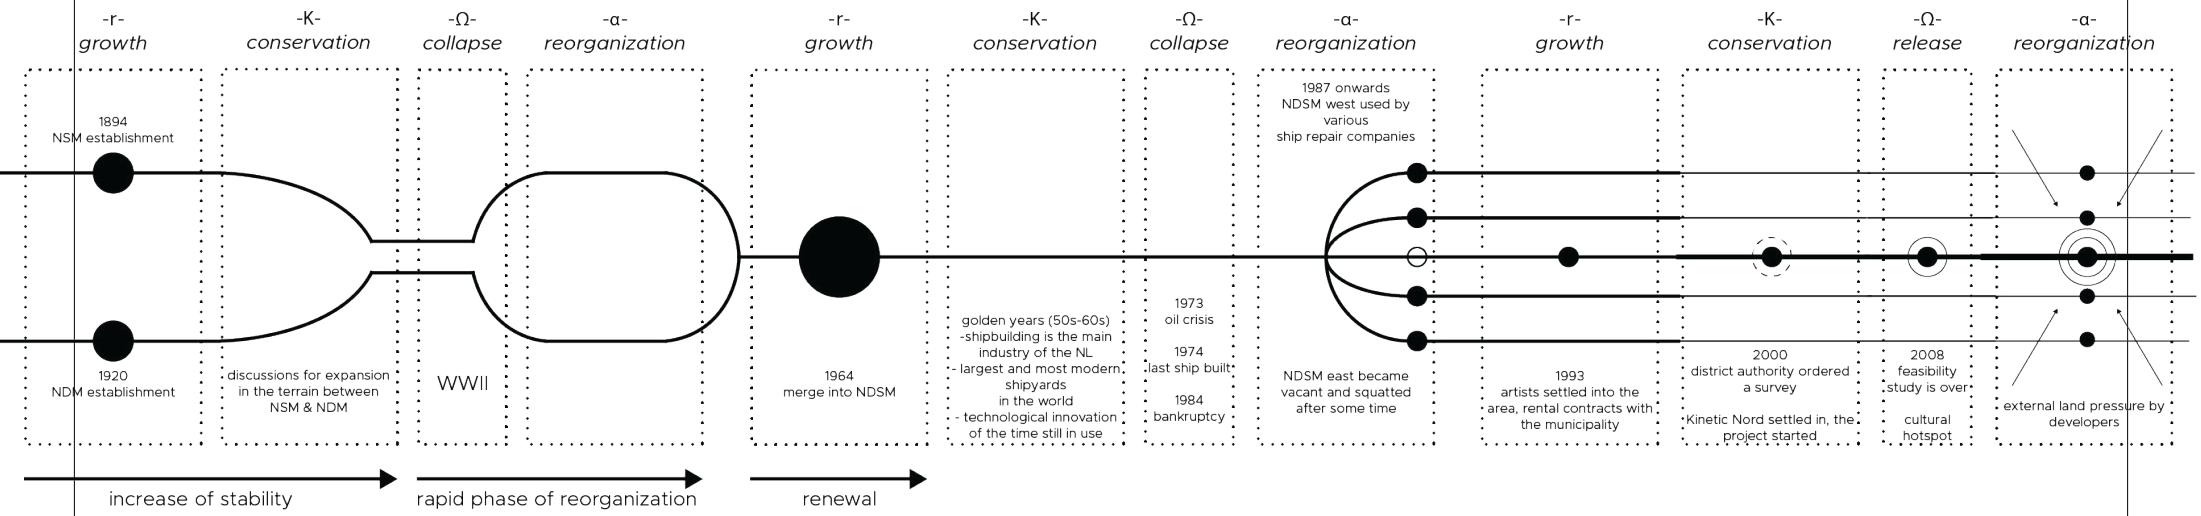 -r-
growth
-K-
conservation
-Ω-
collapse
-α-
reorganization
-r-
growth
-K-
conservation
-Ω-
collapse
-α-
reorganization
-r-
growth
-K-
conservation
-Ω-
release
-α-
reorganization
1894
NSM establishment
1920
NDM establishment
discussions for expansion
in the terrain between
NSM & NDM
WWII
1964
merge into NDSM
golden years (50s-60s)
-shipbuilding is the main
industry of the NL
- largest and most modern
shipyards
in the world
- technological innovation
of the time still in use
1973
oil crisis
1974
last ship built
1984
bankruptcy
1987 onwards
NDSM west used by
various
ship repair companies
NDSM east became
vacant and squatted
after some time
1993
artists settled into the
area, rental contracts with
the municipality
2000
district authority ordered
a survey
Kinetic Nord settled in, the
project started
2008
feasibility
study is over
cultural
hotspot
external land pressure by
developers
increase of stability
rapid phase of reorganization
renewal